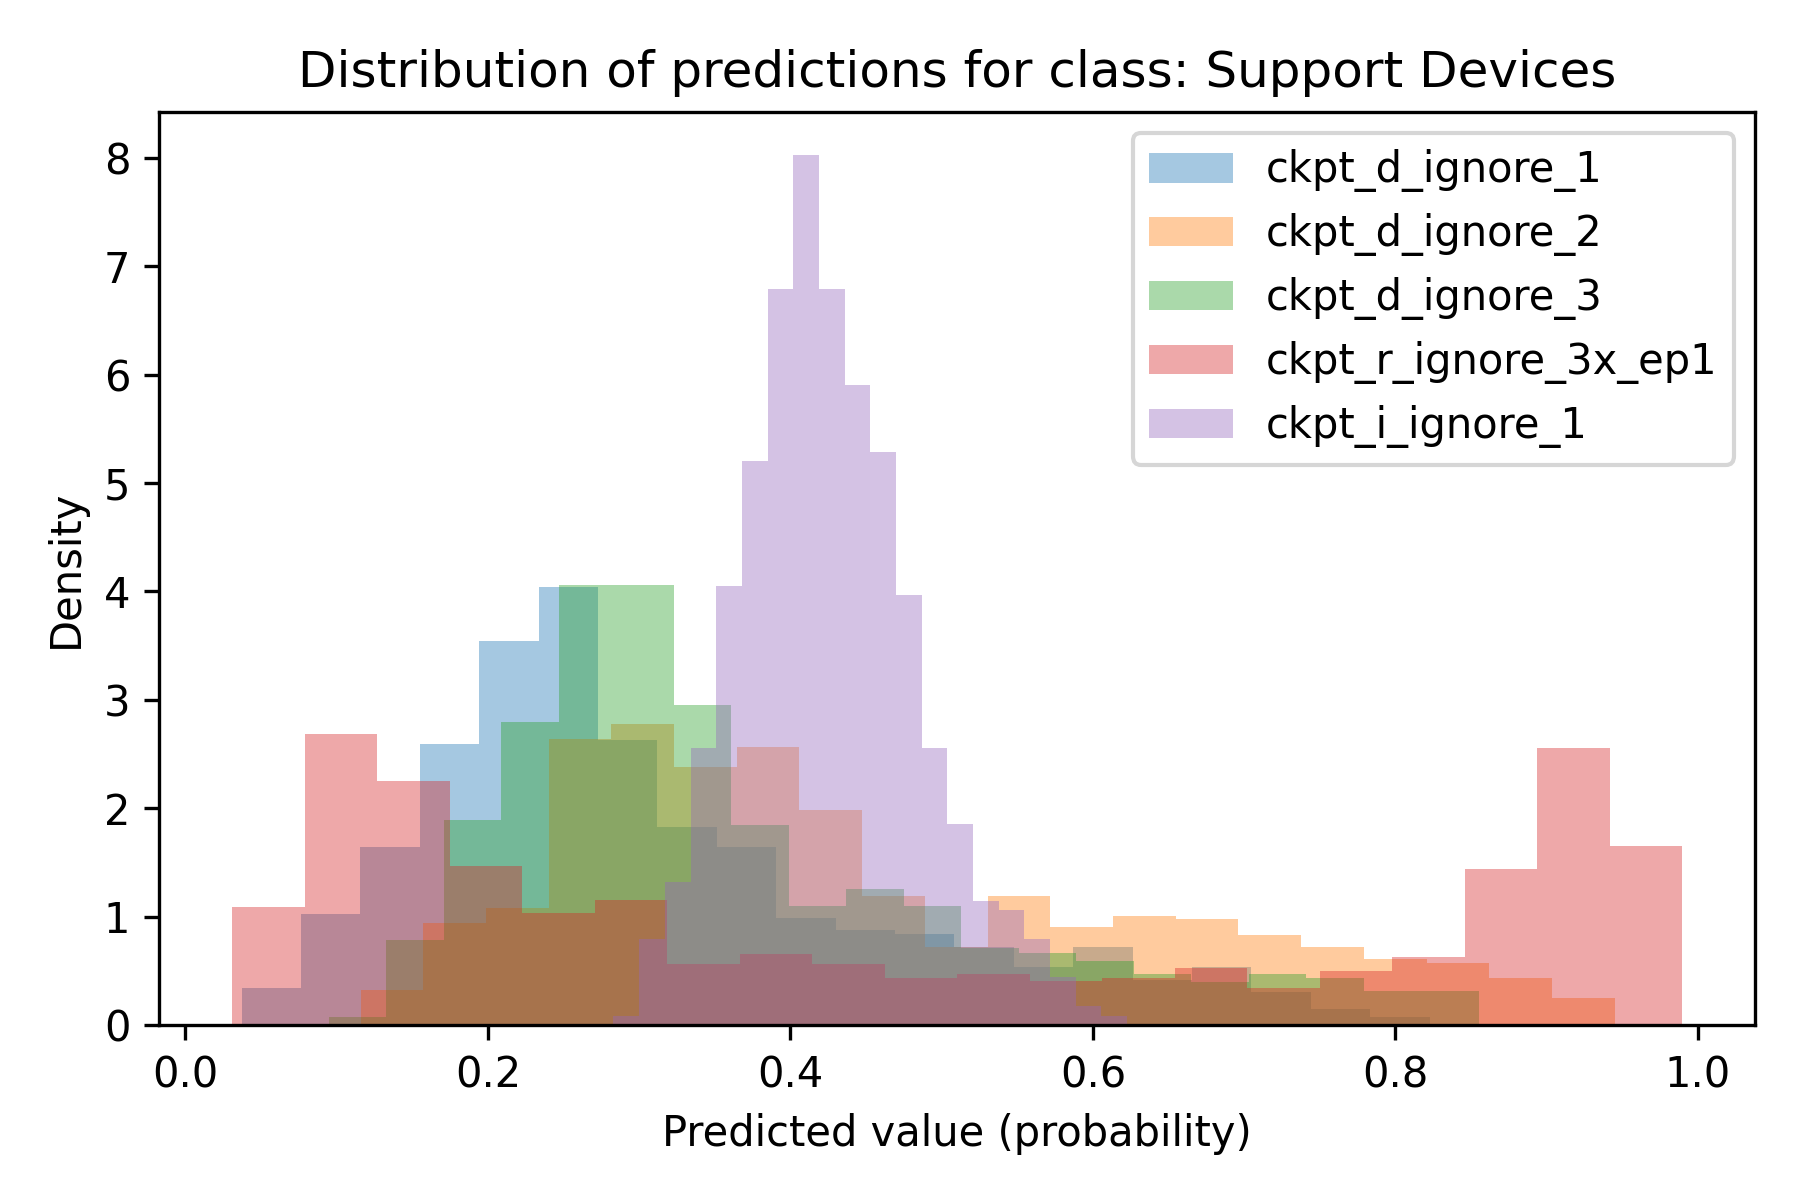 Distribution of predictions for class: Support Devices
ckpt_d_ignore_1
ckpt_d_ignore_2
ckpt_d_ignore_3
ckpt_r_ignore_3x_ep1
ckpt_i_ignore_1
Density
8
7
6
5
4
3
2
1
0
0.0 0.2 0.4 0.6 0.8 1.0
Predicted value (probability)